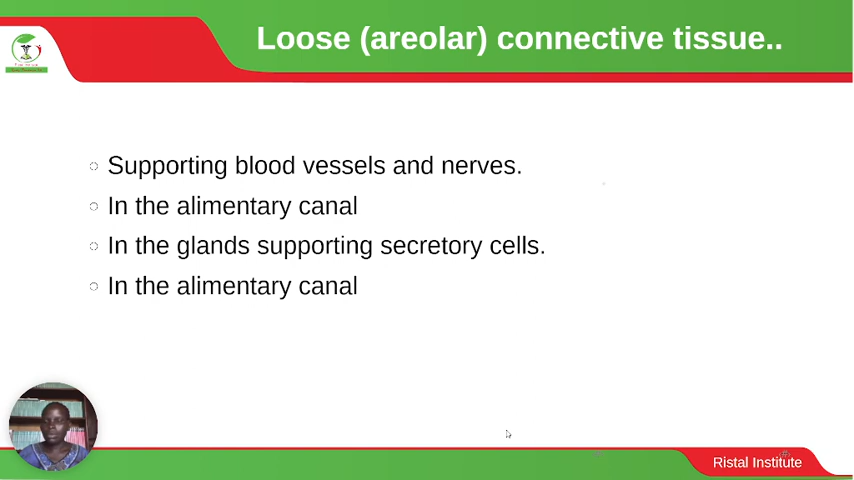 Loose (areolar) connective tissue..
Supporting blood vessels and nerves.
In the alimentary canal
In the glands supporting secretory cells.
In the alimentary canal
Ristal Institute